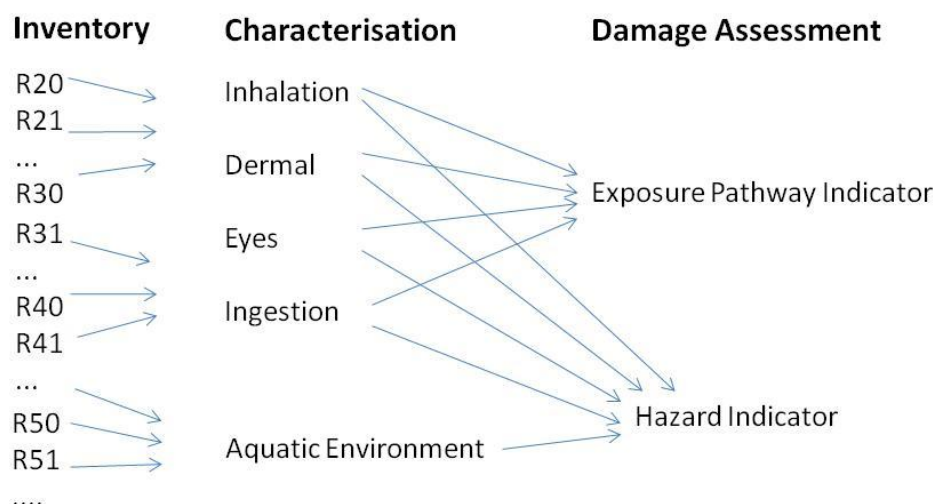 Inventory
R20
R21
...
R30
R31
...
R40
R41
...
R50
R51
....
Characterisation
Inhalation
Dermal
Eyes
Ingestion
Aquatic Environment
Damage Assessment
Exposure Pathway Indicator
Hazard Indicator